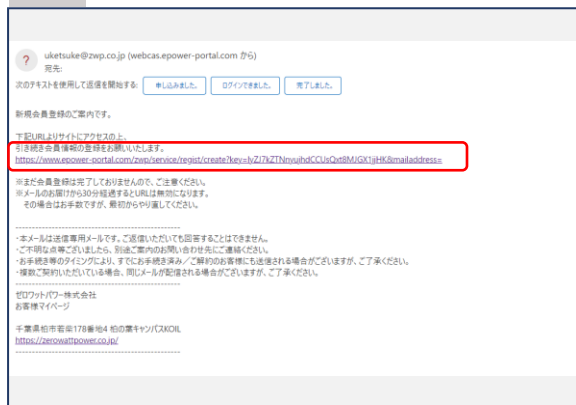 ?
uketsuke@zwp.co.jp (webcas.epower-portal.com から)
宛先:
次のテキストを使用して返信を開始する: 申し込みました。 ログインできました。 完了しました。
新規会員登録のご案内です。
下記URLよりサイトにアクセスの上、
引き続き会員情報の登録をお願いいたします。
https://www.epower-portal.com/zwp/service/regist/create?key=IyZJ7kZTNnyuihdCCUsQxt8MJGX1jiHK&mailaddress=
※まだ会員登録は完了しておりませんので、ご注意ください。
※メールのお届けから30分経過するとURLは無効になります。
その場合はお手数ですが、最初からやり直してください。
--------------------------------------------------
・本メールは送信専用メールです。ご返信いただいても回答することはできません。
・ご不明な点等ございましたら、別途ご案内のお問い合わせ先にご連絡ください。
・お手続き等のタイミングにより、すでにお手続き済み／ご解約のお客様にも送信される場合がございますが、ご了承ください。
・複数ご契約いただいている場合、同じメールが配信される場合がございますが、ご了承ください。
--------------------------------------------------
ゼロワットパワー株式会社
お客様マイページ
千葉県柏市若柴178番地4 柏の葉キャンパスKOIL
https://zerowattpower.co.jp/
--------------------------------------------------